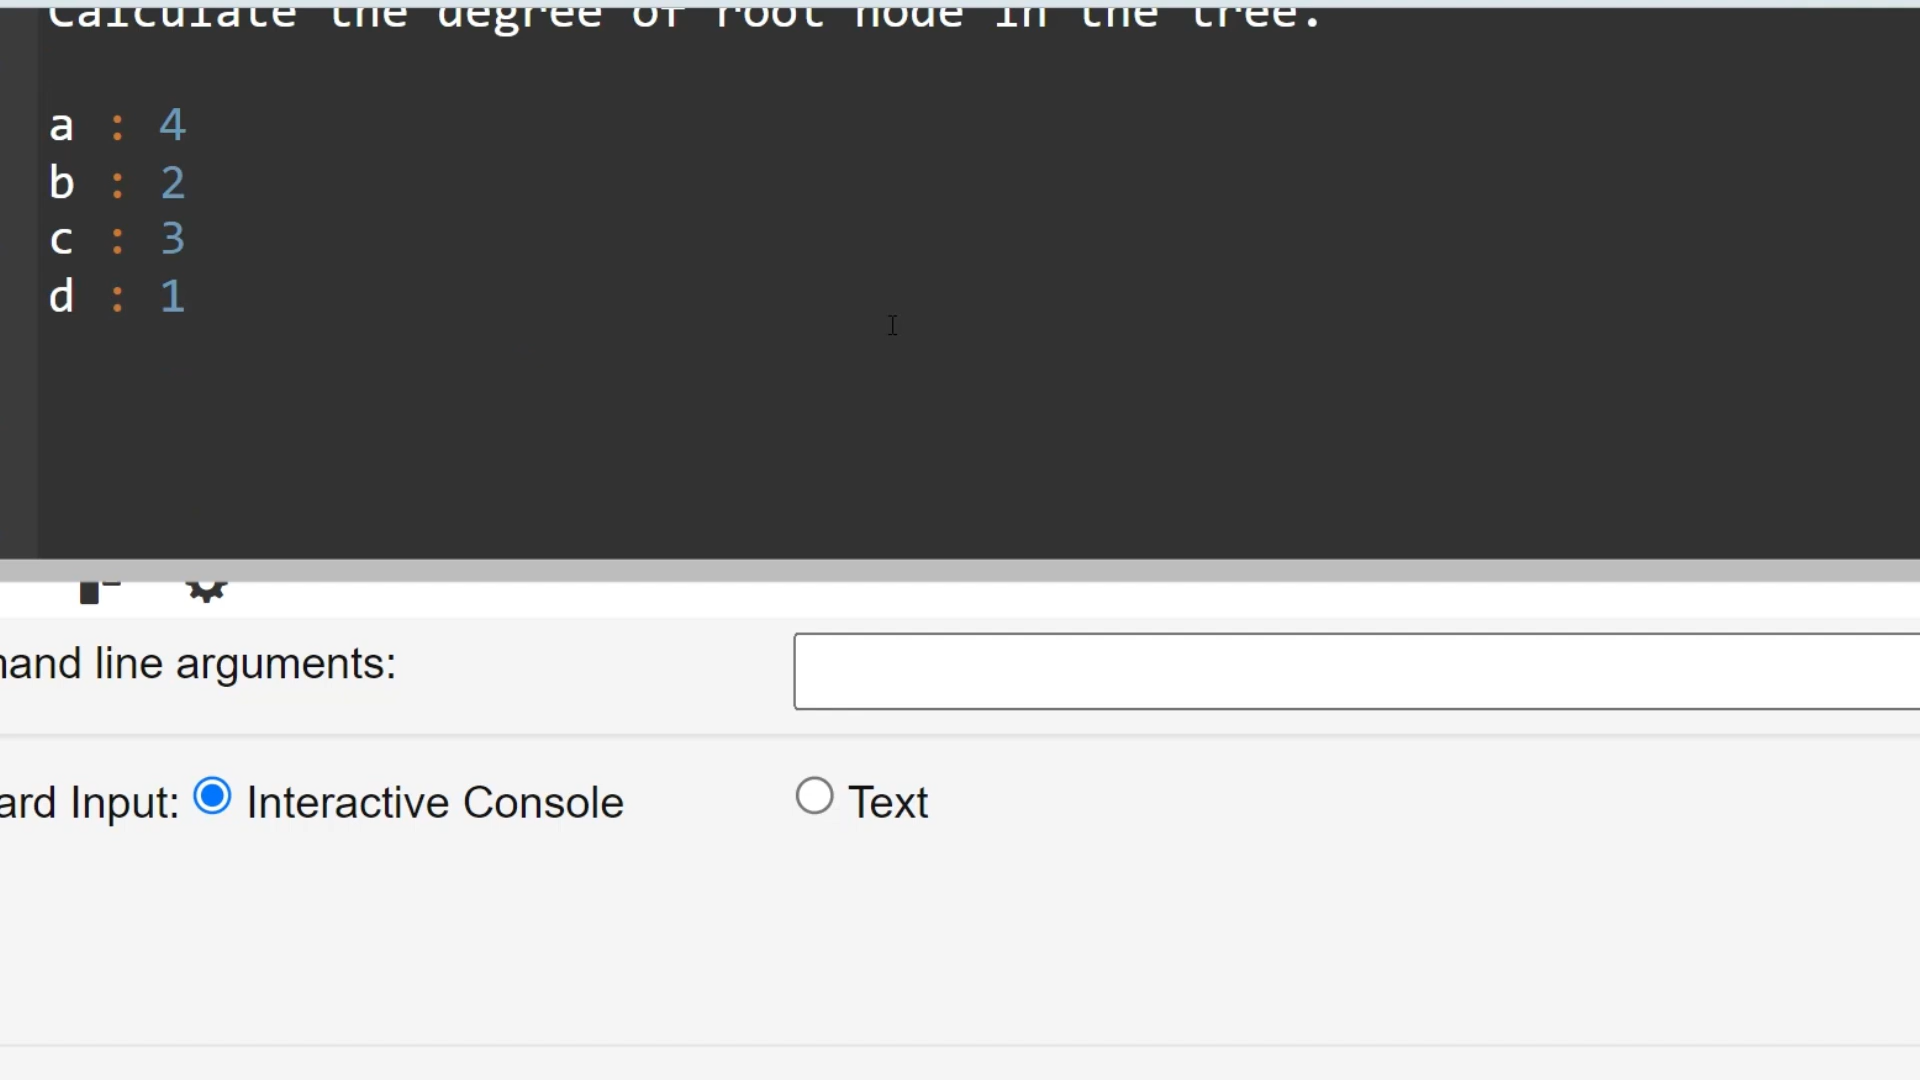 Calculate the degree of root node in the tree.
a : 4
b : 2
c : 3
d : 1
mand line arguments:
ard Input: Interactive Console Text